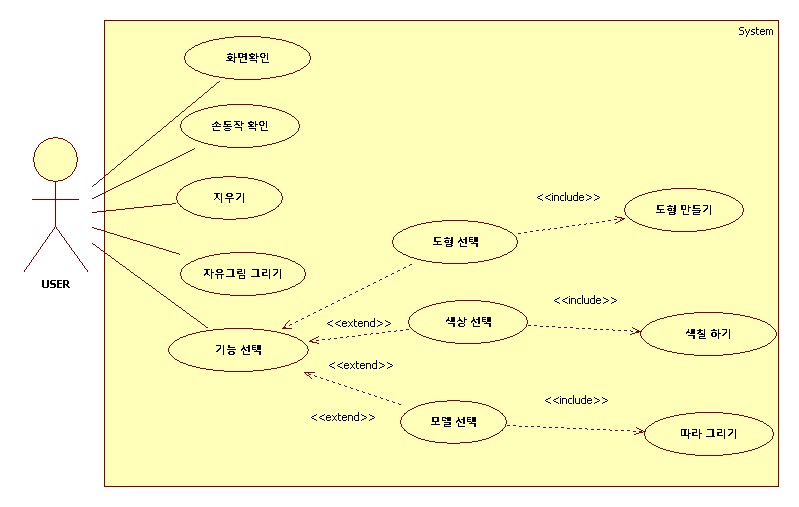 System
화면확인
손동작 확인
지우기
자유그림 그리기
기능 선택
USER
도형 선택
<<include>>
도형 만들기
<<extend>>
색상 선택
<<include>>
색칠 하기
<<extend>>
모델 선택
<<include>>
따라 그리기
<<extend>>